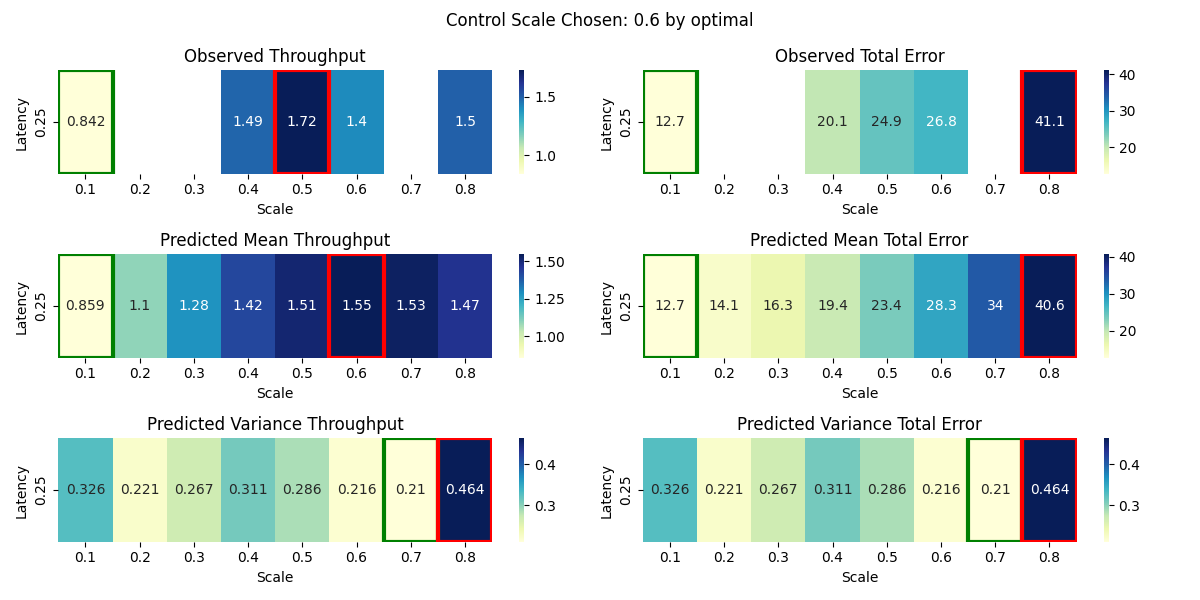 Control Scale Chosen: 0.6 by optimal
Observed Throughput
Latency
0.25
0.842 1.49 1.72 1.4 1.5
0.1 0.2 0.3 0.4 0.5 0.6 0.7 0.8
Scale
1.5
1.0
Observed Total Error
Latency
0.25
12.7 20.1 24.9 26.8 41.1
0.1 0.2 0.3 0.4 0.5 0.6 0.7 0.8
Scale
40
30
20
Predicted Mean Throughput
Latency
0.25
0.859 1.1 1.28 1.42 1.51 1.55 1.53 1.47
0.1 0.2 0.3 0.4 0.5 0.6 0.7 0.8
Scale
1.50
1.25
1.00
Predicted Mean Total Error
Latency
0.25
12.7 14.1 16.3 19.4 23.4 28.3 34 40.6
0.1 0.2 0.3 0.4 0.5 0.6 0.7 0.8
Scale
40
30
20
Predicted Variance Throughput
Latency
0.25
0.326 0.221 0.267 0.311 0.286 0.216 0.21 0.464
0.1 0.2 0.3 0.4 0.5 0.6 0.7 0.8
Scale
0.4
0.3
Predicted Variance Total Error
Latency
0.25
0.326 0.221 0.267 0.311 0.286 0.216 0.21 0.464
0.1 0.2 0.3 0.4 0.5 0.6 0.7 0.8
Scale
0.4
0.3